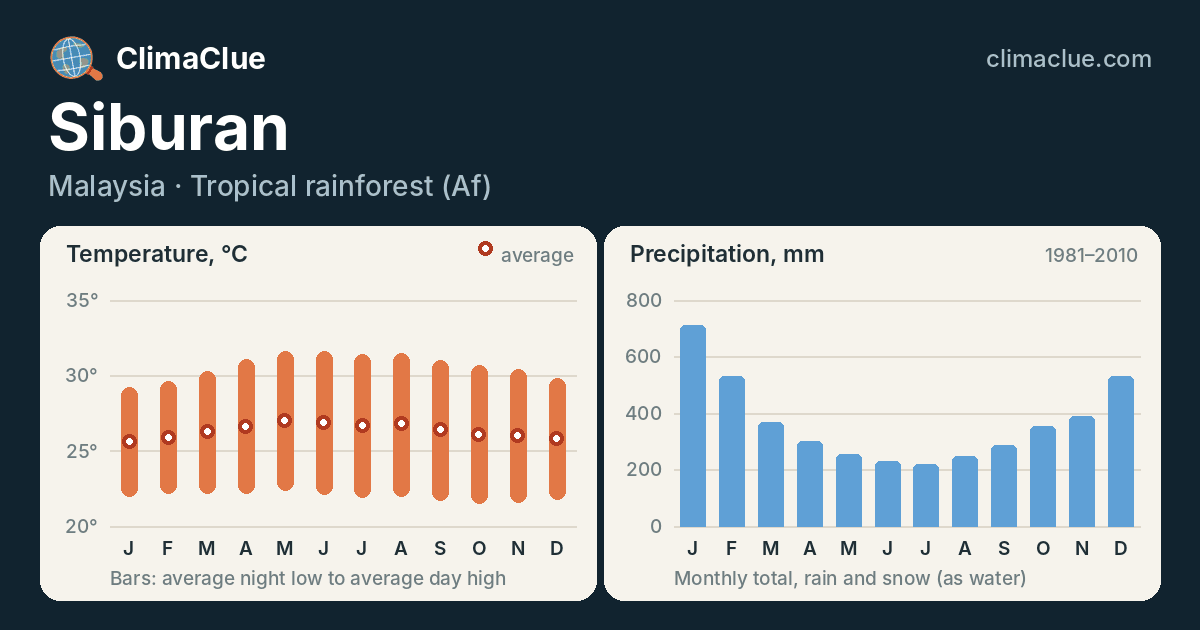 ClimaClue
climaclue.com
Siburan
Malaysia · Tropical rainforest (Af)
Temperature, °C
average
35°
30°
25°
20°
J F M A M J J A S O N D
Bars: average night low to average day high
Precipitation, mm
1981–2010
800
600
400
200
0
J F M A M J J A S O N D
Monthly total, rain and snow (as water)